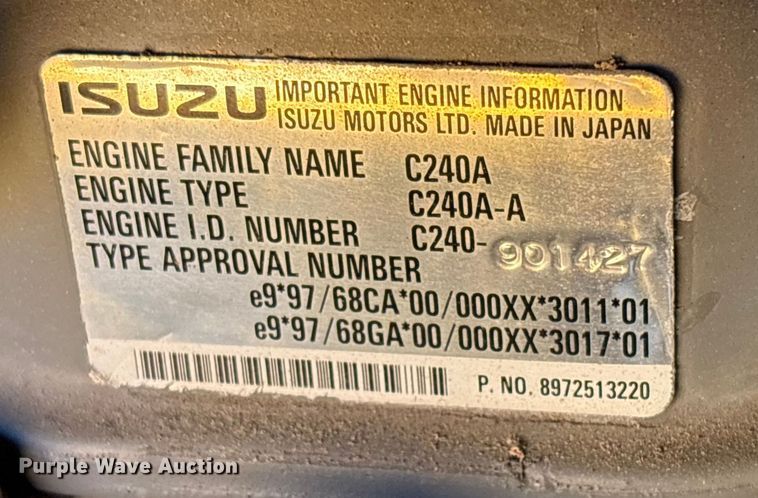 ISUZU IMPORTANT ENGINE INFORMATION
ISUZU MOTORS LTD. MADE IN JAPAN
ENGINE FAMILY NAME C240A
ENGINE TYPE C240A-A
ENGINE I.D. NUMBER C240-901427
TYPE APPROVAL NUMBER
e9*97/68CA*00/000XX*3011*01
e9*97/68GA*00/000XX*3017*01
P. NO. 8972513220
Purple Wave Auction